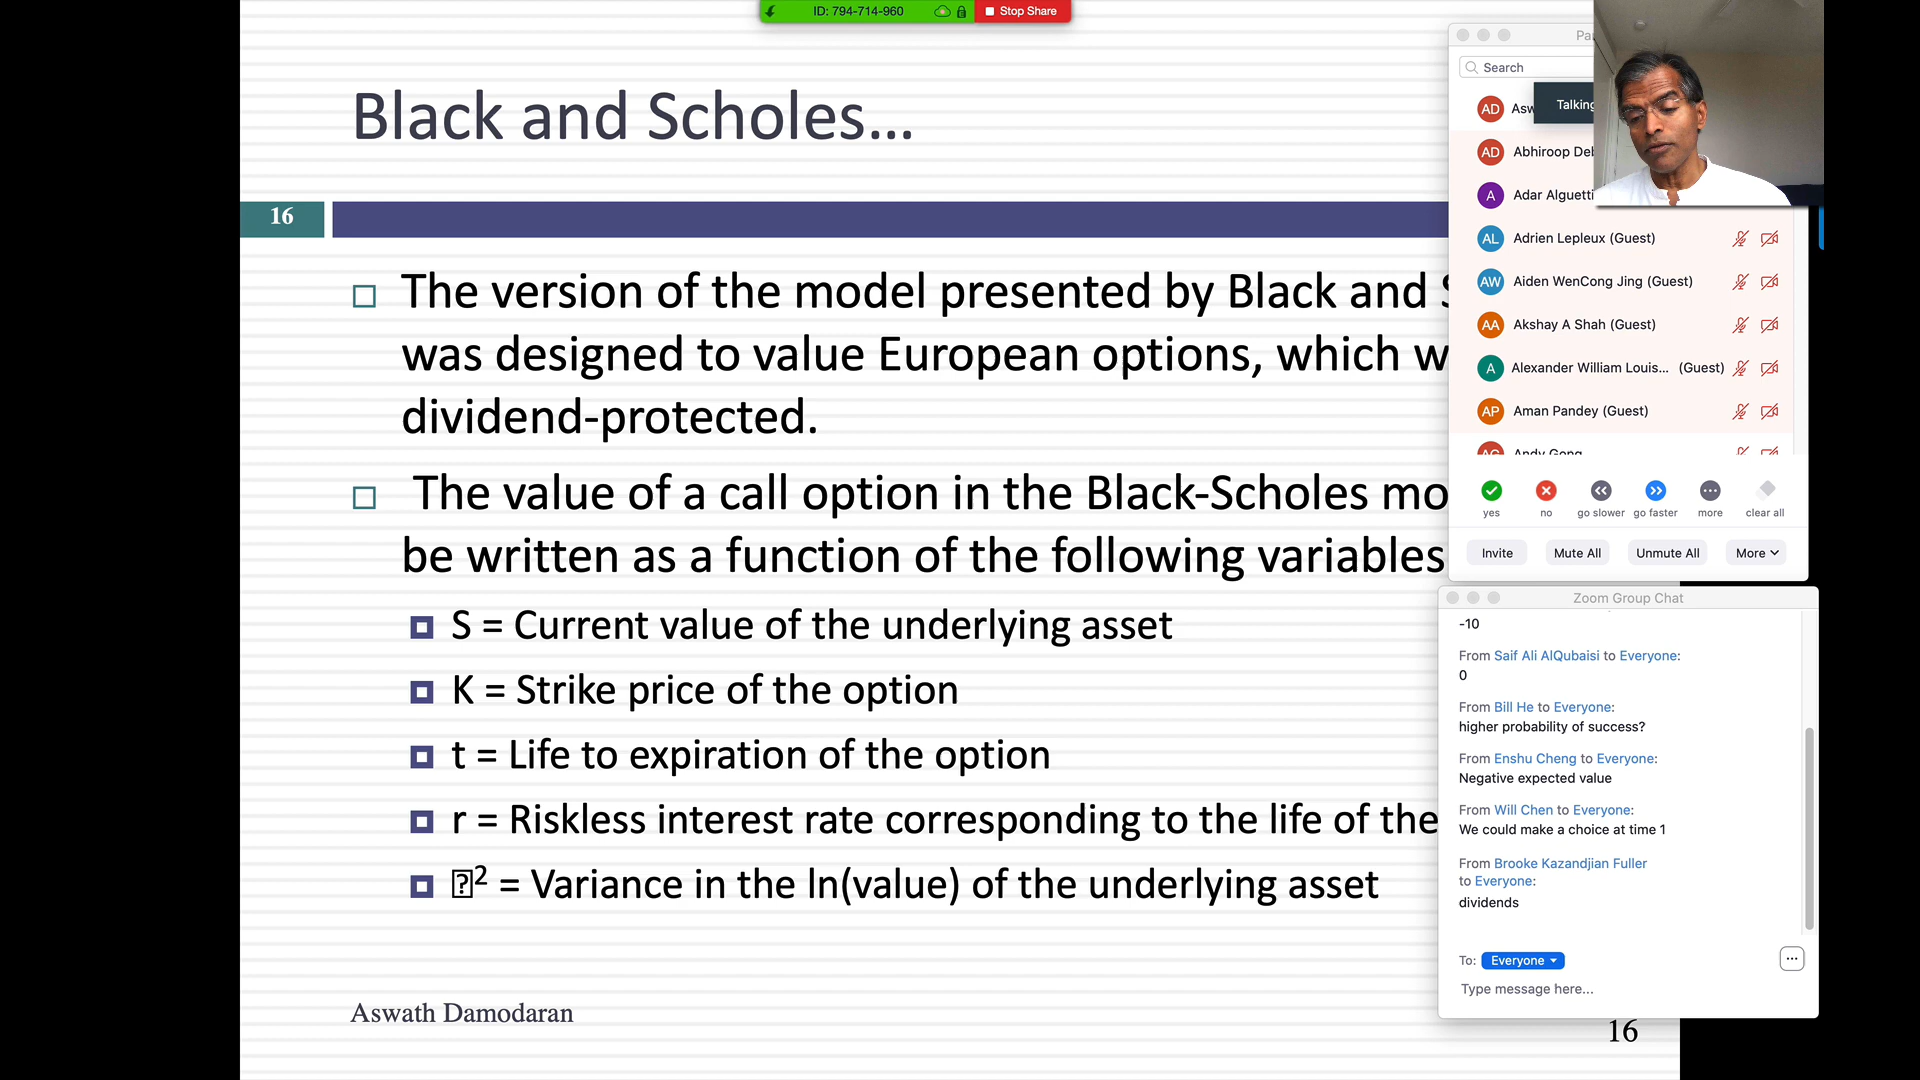 ID: 794-714-960
Stop Share
Black and Scholes...
16
The version of the model presented by Black and
was designed to value European options, which
dividend-protected.
The value of a call option in the Black-Scholes
be written as a function of the following variables
S = Current value of the underlying asset
K = Strike price of the option
t = Life to expiration of the option
r = Riskless interest rate corresponding to the life of the
2 = Variance in the ln(value) of the underlying asset
Aswath Damodaran
16
Search
Talking
AD
AD Abhiroop
A Adar Alguetti
AL Adrien Lepleux (Guest)
AW Aiden WenCong Jing (Guest)
AA Akshay A Shah (Guest)
A Alexander William Louis... (Guest)
AP Aman Pandey (Guest)
Andy Gong
yes no go slower go faster more clear all
Invite Mute All Unmute All More
Zoom Group Chat
-10
From Saif Ali AlQubaisi to Everyone:
0
From Bill He to Everyone:
higher probability of success?
From Enshu Cheng to Everyone:
Negative expected value
From Will Chen to Everyone:
We could make a choice at time 1
From Brooke Kazandjian Fuller
to Everyone:
dividends
To: Everyone
Type message here...